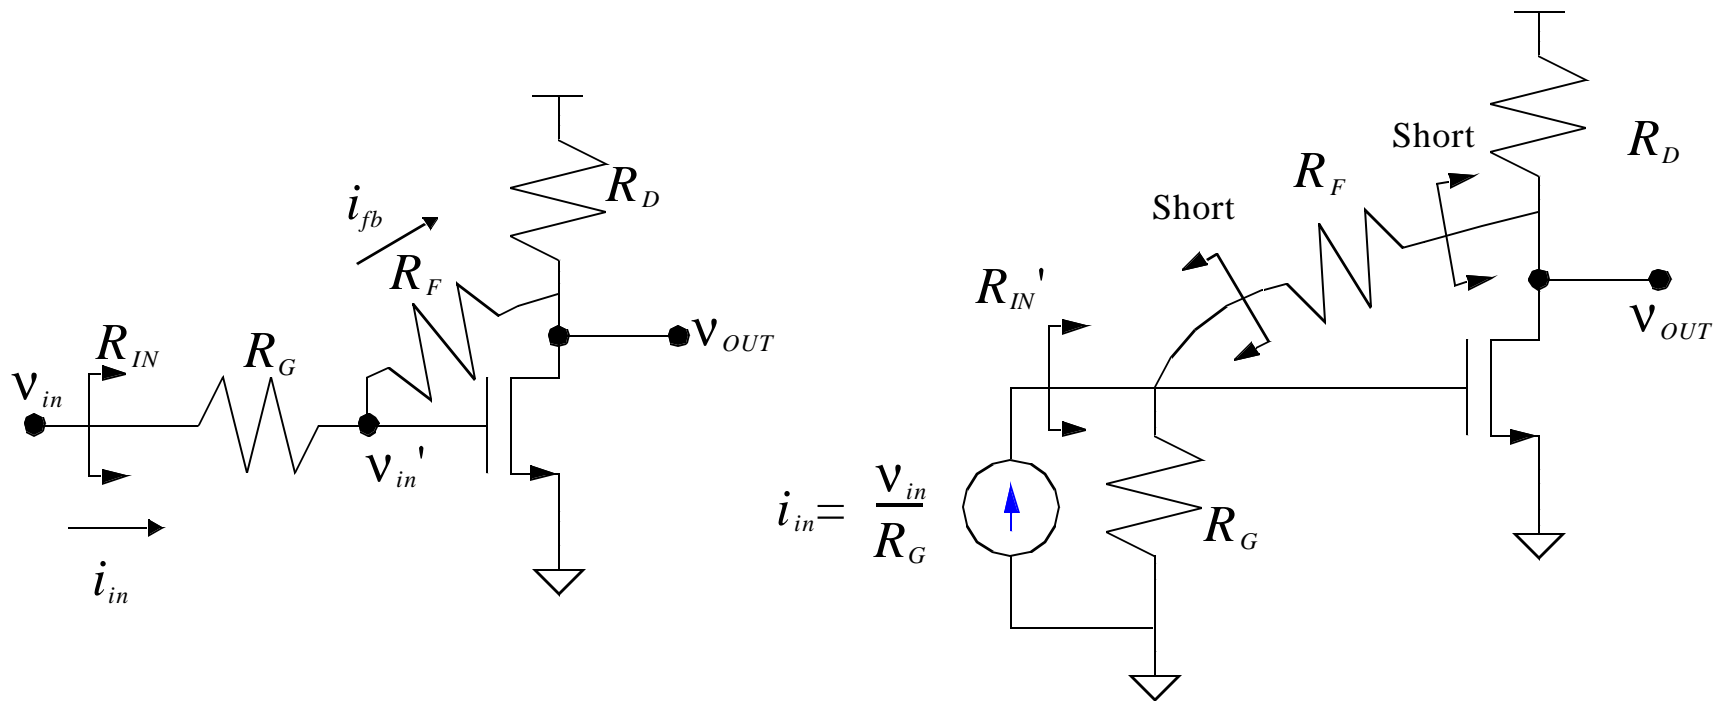 i_fb
R_D
R_F
R_IN
R_G
ν_in
ν_OUT
ν_in'
i_in
Short
R_D
R_F
Short
R_IN'
ν_OUT
i_in= ν_in / R_G
R_G